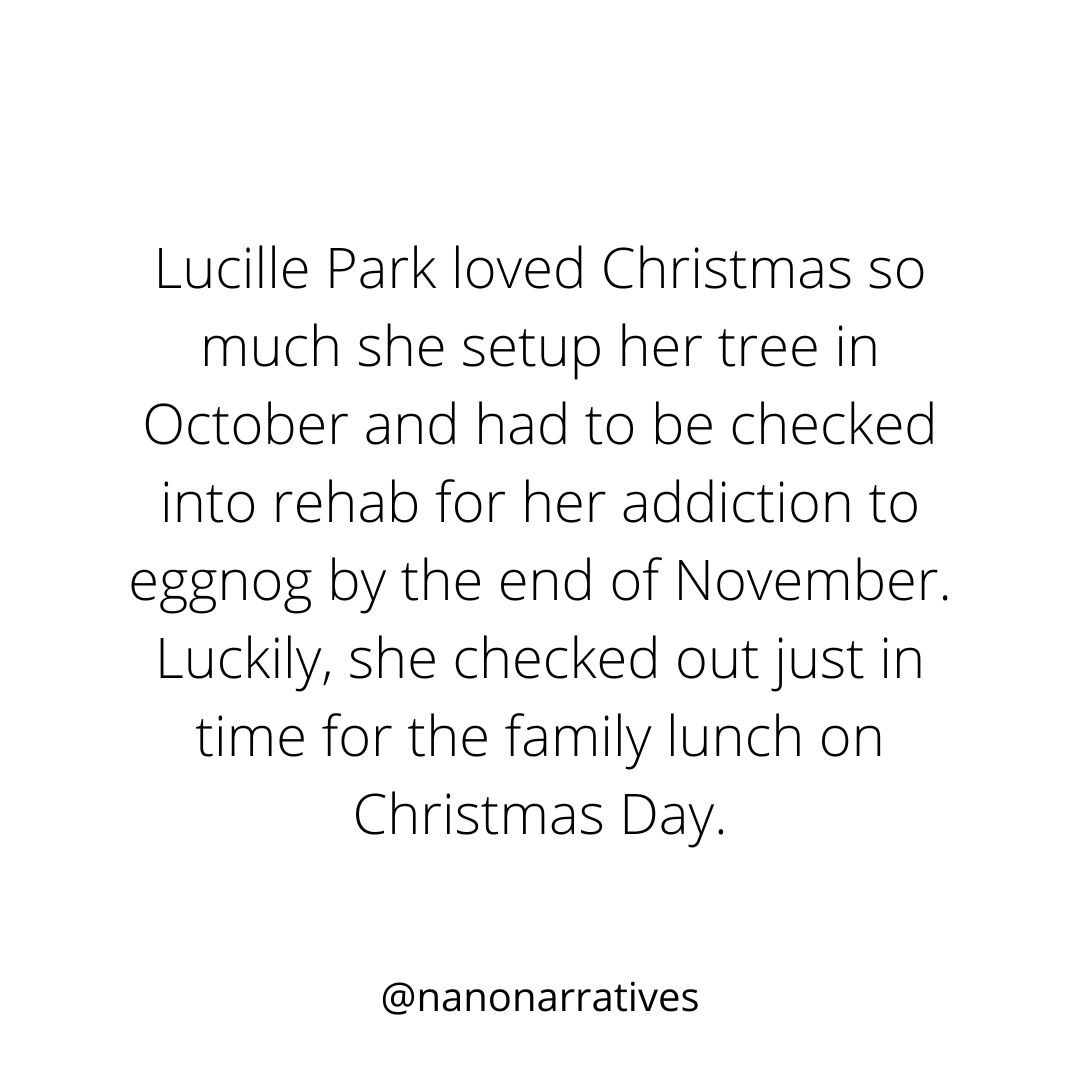 Lucille Park loved Christmas so
much she setup her tree in
October and had to be checked
into rehab for her addiction to
eggnog by the end of November.
Luckily, she checked out just in
time for the family lunch on
Christmas Day.
@nanonarratives